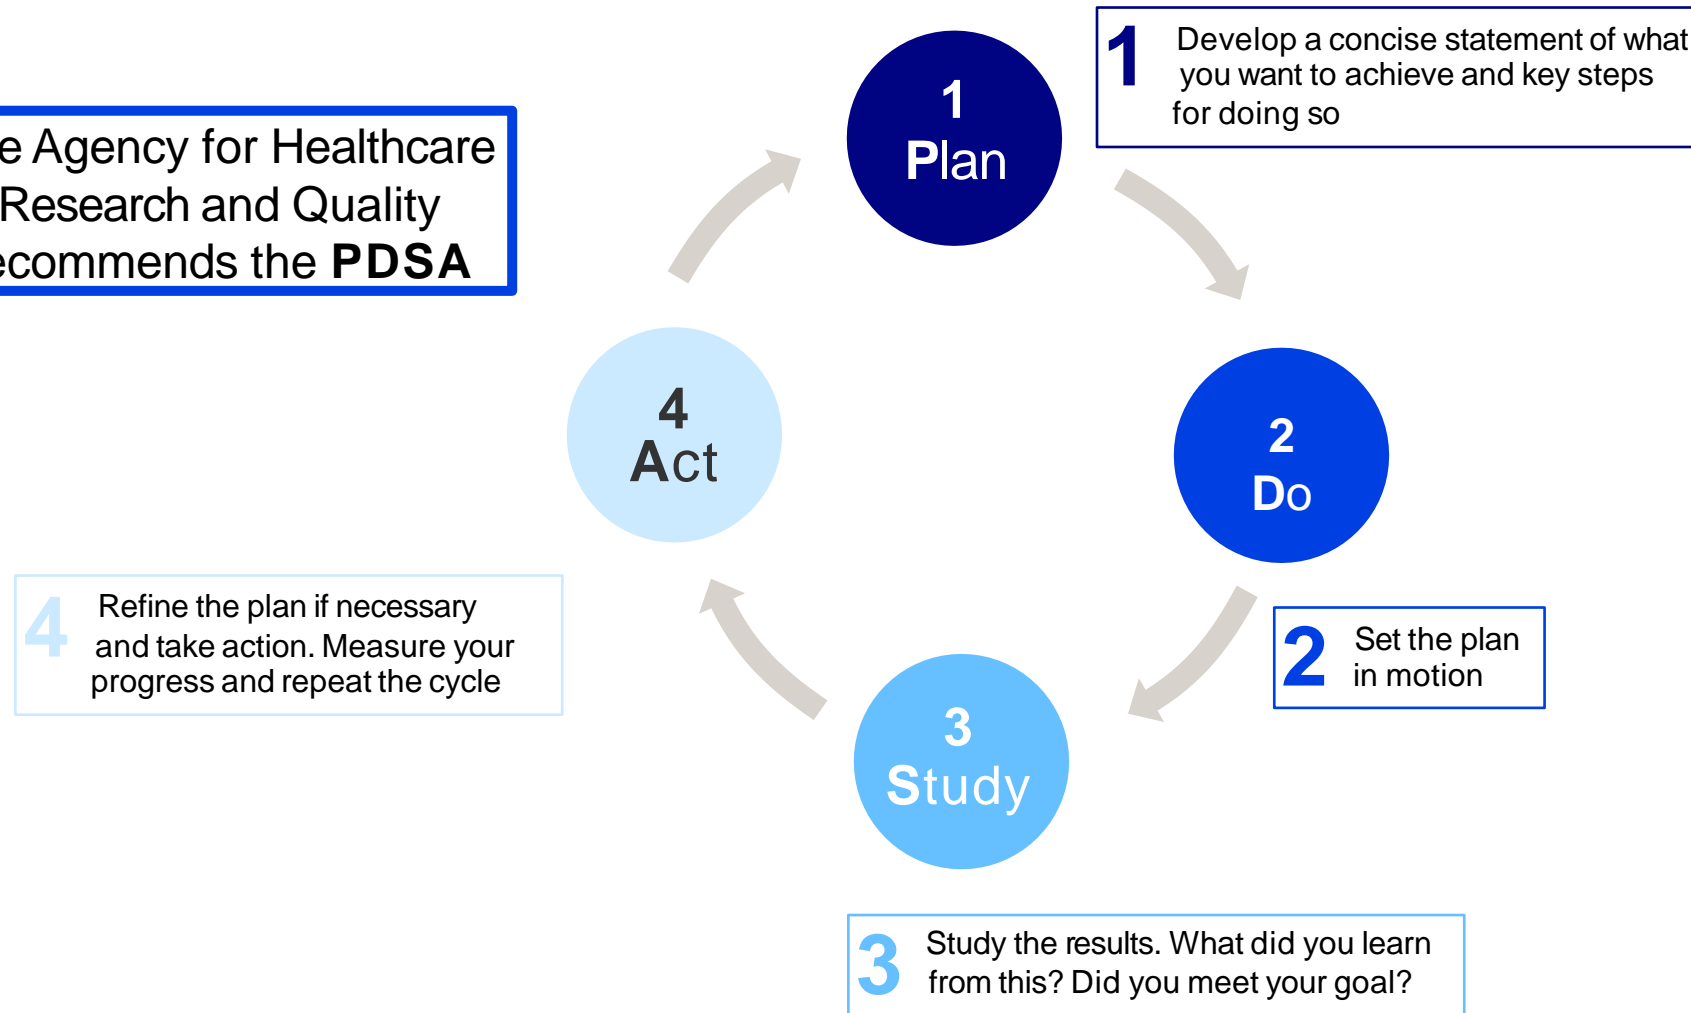 e Agency for Healthcare
Research and Quality
ecommends the PDSA
1
Plan
1 Develop a concise statement of what
you want to achieve and key steps
for doing so
2
Do
2 Set the plan
in motion
3
Study
3 Study the results. What did you learn
from this? Did you meet your goal?
4
Act
4 Refine the plan if necessary
and take action. Measure your
progress and repeat the cycle